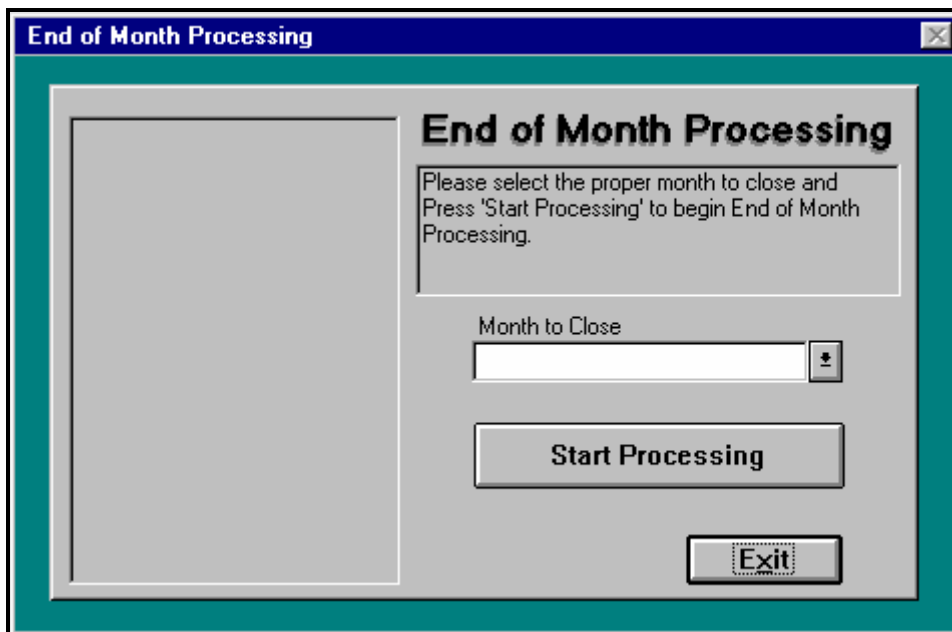 End of Month Processing
End of Month Processing
Please select the proper month to close and
Press 'Start Processing' to begin End of Month
Processing.
Month to Close
Start Processing
Exit